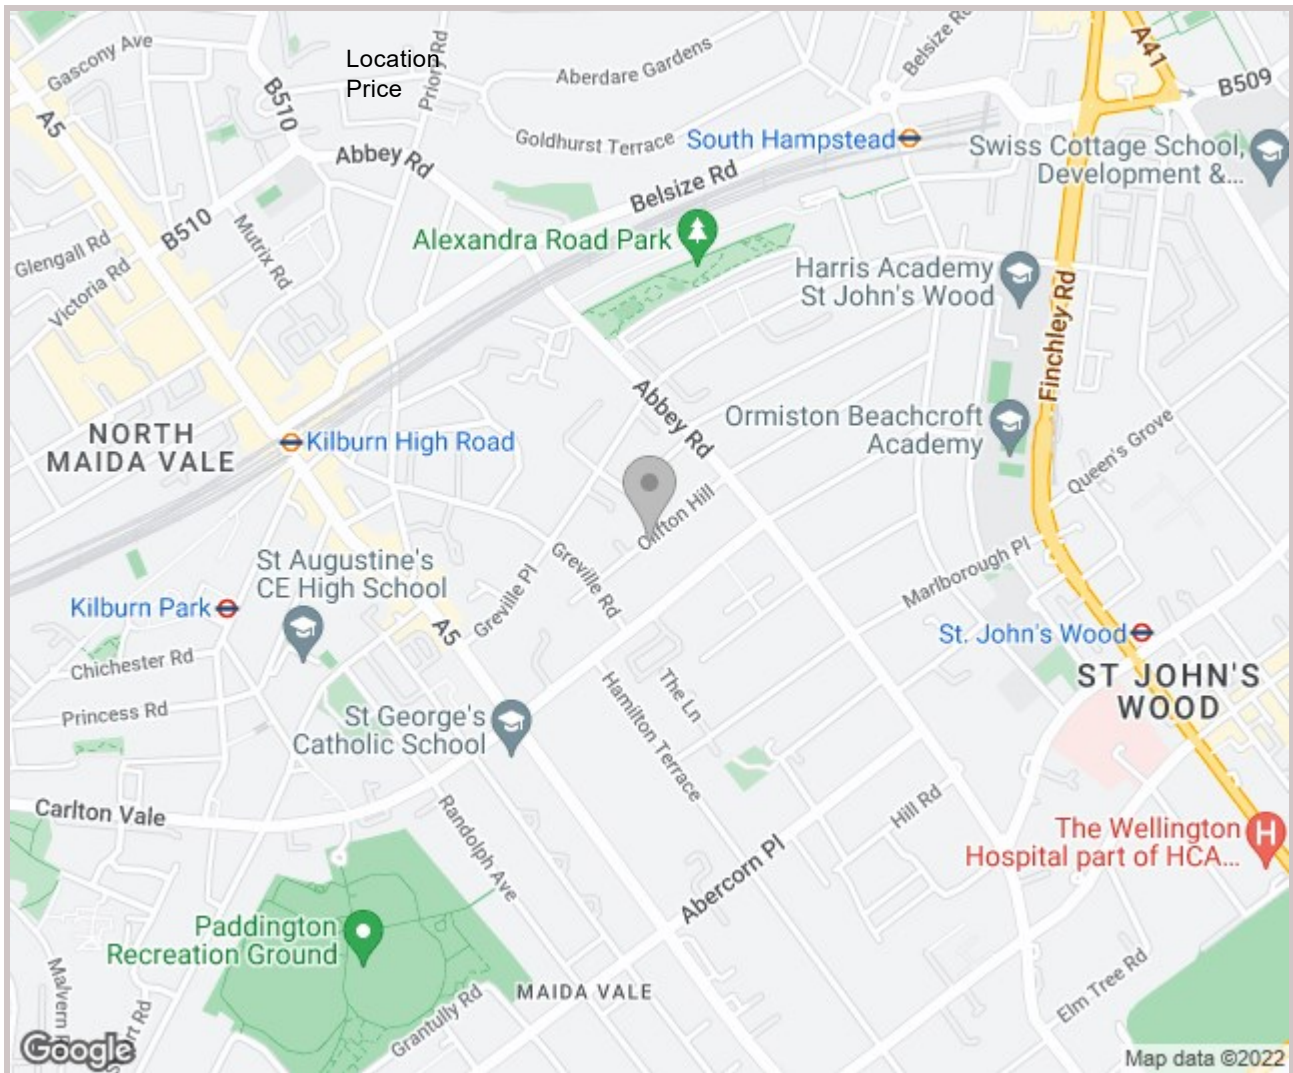 Gascony Ave
Location
Price
Priory Rd
Aberdare Gardens
Belsize Rd
A41
B509
A5
B510
Goldhurst Terrace
South Hampstead
Swiss Cottage School,
Development &...
Abbey Rd
Belsize Rd
B510
Mutrix Rd
Glengall Rd
Victoria Rd
Alexandra Road Park
Harris Academy
St John's Wood
Finchley Rd
Abbey Rd
Ormiston Beachcroft
Academy
NORTH
MAIDA VALE
Kilburn High Road
Queen's Grove
Clifton Hill
St Augustine's
CE High School
Greville Pl
Greville Rd
Marlborough Pl
Kilburn Park
A5
St. John's Wood
Chichester Rd
ST JOHN'S
WOOD
Princess Rd
St George's
Catholic School
Hamilton Terrace
The Ln
Carlton Vale
Randolph Ave
Hill Rd
The Wellington
Hospital part of HCA...
H
Abercorn Pl
Paddington
Recreation Ground
Malvern
MAIDA VALE
Grantully Rd
Elm Tree Rd
Google
Map data ©2022